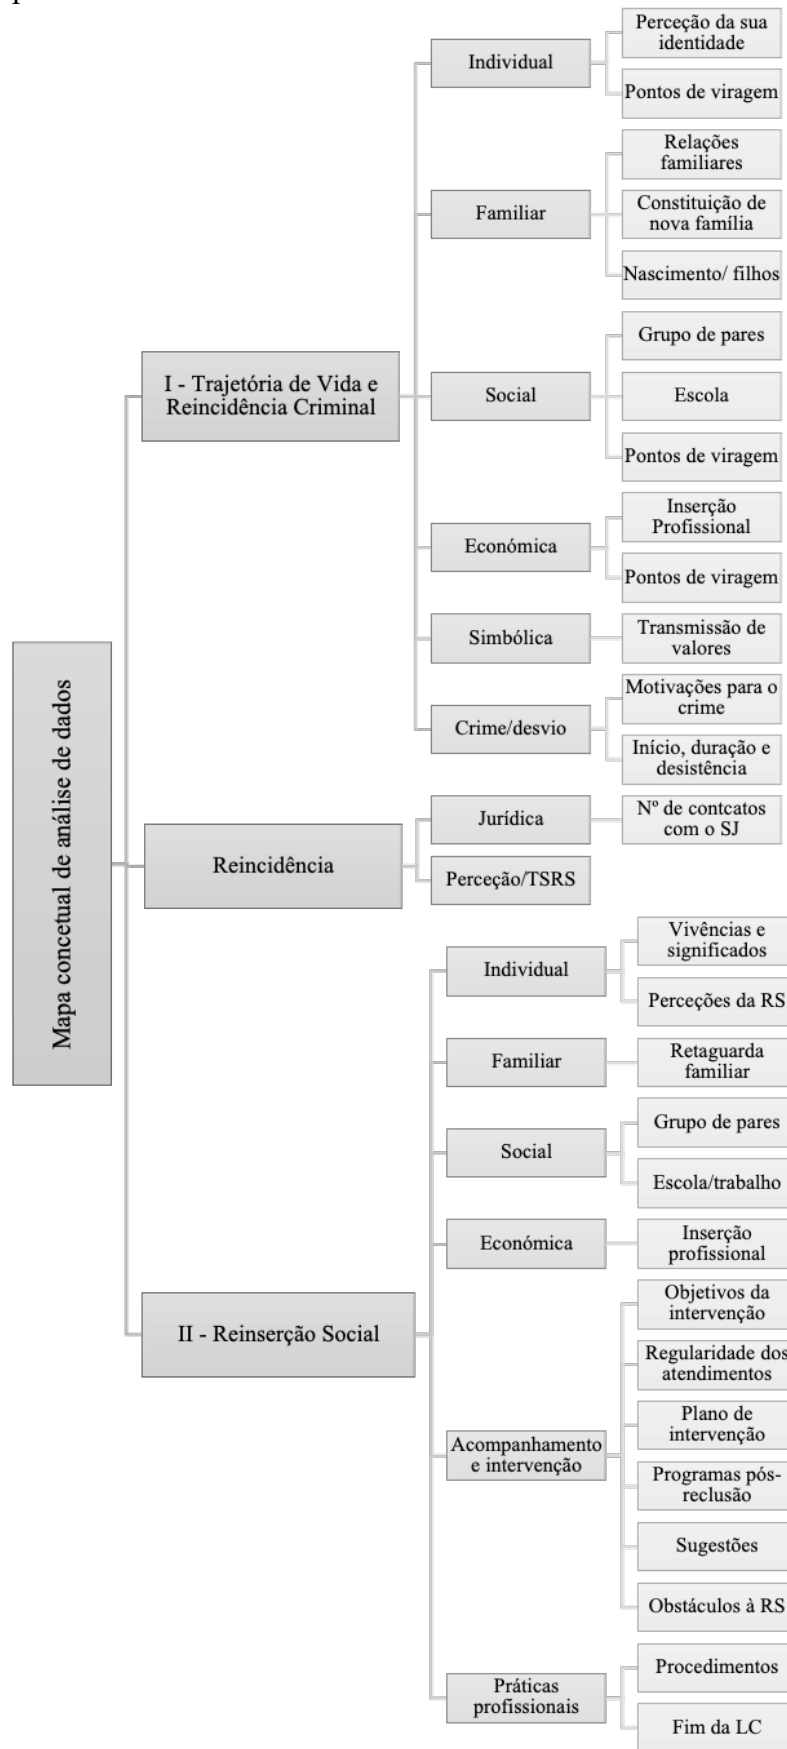 Mapa concetual de análise de dados
I - Trajetória de Vida e
Reincidência Criminal
Individual
Perceção da sua
identidade
Pontos de viragem
Familiar
Relações
familiares
Constituição de
nova família
Nascimento/ filhos
Social
Grupo de pares
Escola
Pontos de viragem
Económica
Inserção
Profissional
Pontos de viragem
Simbólica
Transmissão de
valores
Crime/desvio
Motivações para o
crime
Início, duração e
desistência
Reincidência
Jurídica
Nº de contcatos
com o SJ
Perceção/TSRS
II - Reinserção Social
Individual
Vivências e
significados
Perceções da RS
Familiar
Retaguarda
familiar
Social
Grupo de pares
Escola/trabalho
Económica
Inserção
profissional
Acompanhamento
e intervenção
Objetivos da
intervenção
Regularidade dos
atendimentos
Plano de
intervenção
Programas pós-
reclusão
Sugestões
Obstáculos à RS
Práticas
profissionais
Procedimentos
Fim da LC